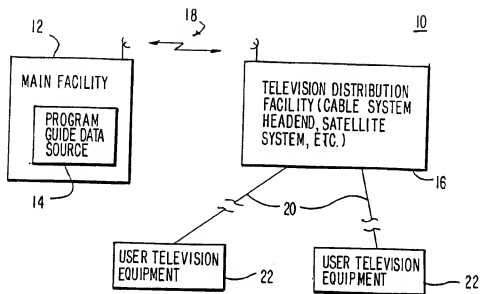 18
10
12
MAIN FACILITY
PROGRAM
GUIDE DATA
SOURCE
14
TELEVISION DISTRIBUTION
FACILITY (CABLE SYSTEM
HEADEND, SATELLITE
SYSTEM, ETC.)
16
20
USER TELEVISION
EQUIPMENT
22
USER TELEVISION
EQUIPMENT
22